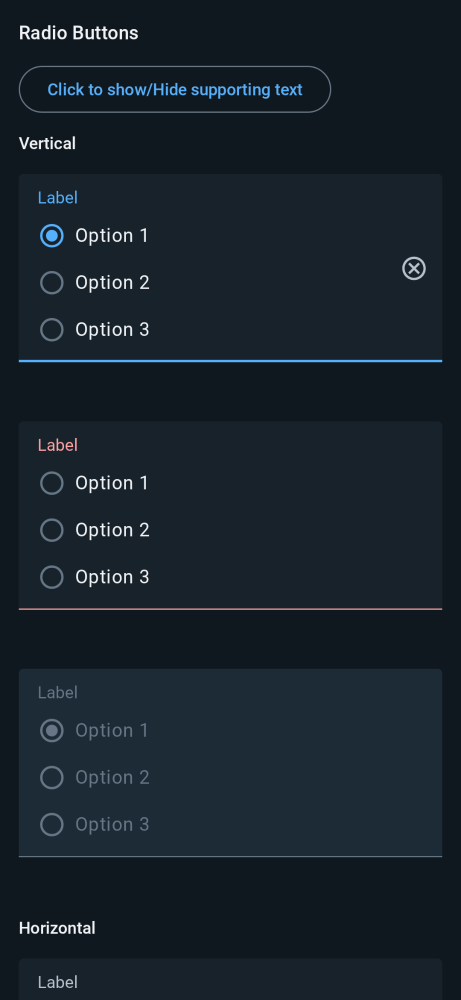 Radio Buttons
Click to show/Hide supporting text
Vertical
Label
Option 1
Option 2
Option 3
Label
Option 1
Option 2
Option 3
Label
Option 1
Option 2
Option 3
Horizontal
Label